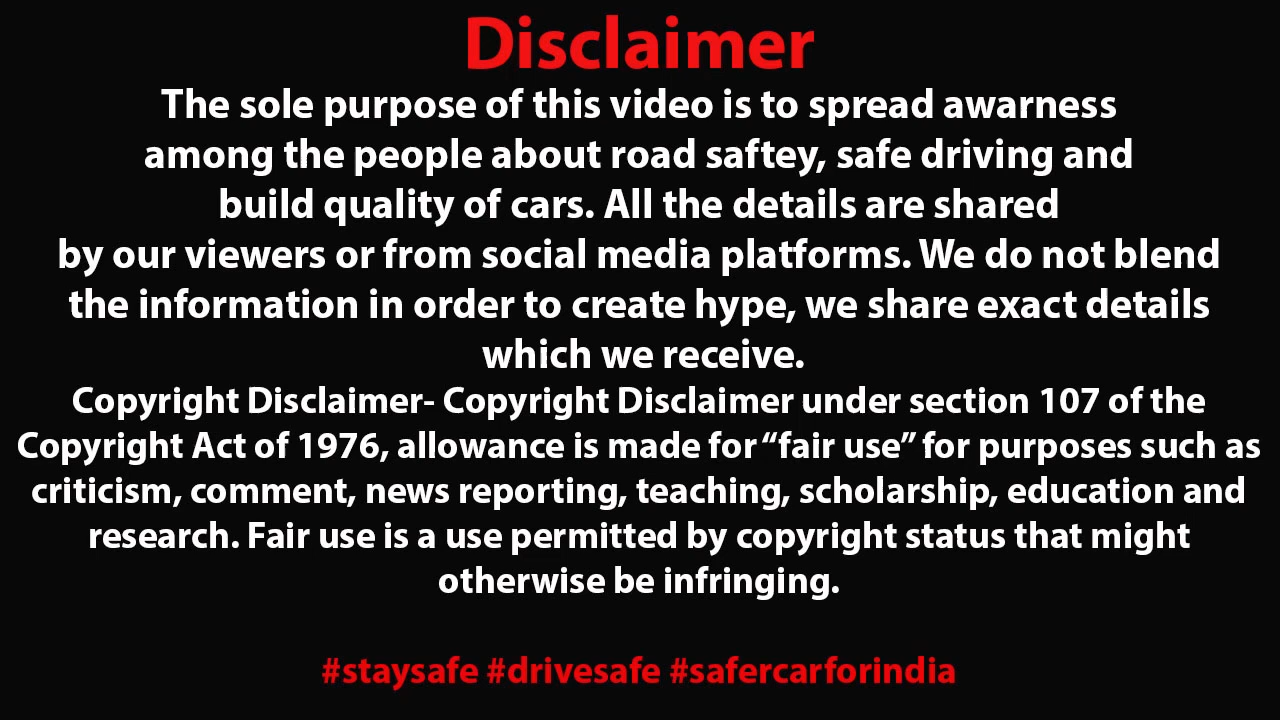 Disclaimer
The sole purpose of this video is to spread awarness
among the people about road saftey, safe driving and
build quality of cars. All the details are shared
by our viewers or from social media platforms. We do not blend
the information in order to create hype, we share exact details
which we receive.
Copyright Disclaimer- Copyright Disclaimer under section 107 of the
Copyright Act of 1976, allowance is made for “fair use” for purposes such as
criticism, comment, news reporting, teaching, scholarship, education and
research. Fair use is a use permitted by copyright status that might
otherwise be infringing.
#staysafe #drivesafe #safercarforindia